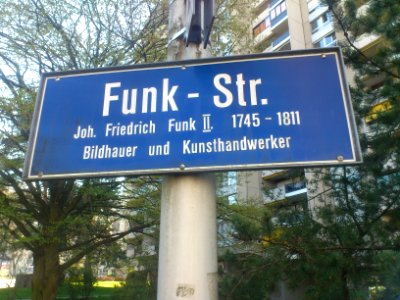 Funk - Str.
Joh. Friedrich Funk II. 1745 - 1811
Bildhauer und Kunsthandwerker